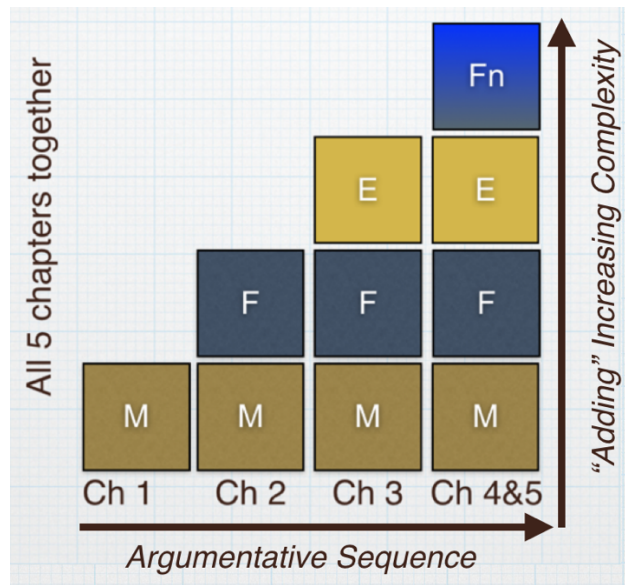 All 5 chapters together
Fn
E E
F F F
M M M M
Ch 1 Ch 2 Ch 3 Ch 4&5
Argumentative Sequence
“Adding” Increasing Complexity